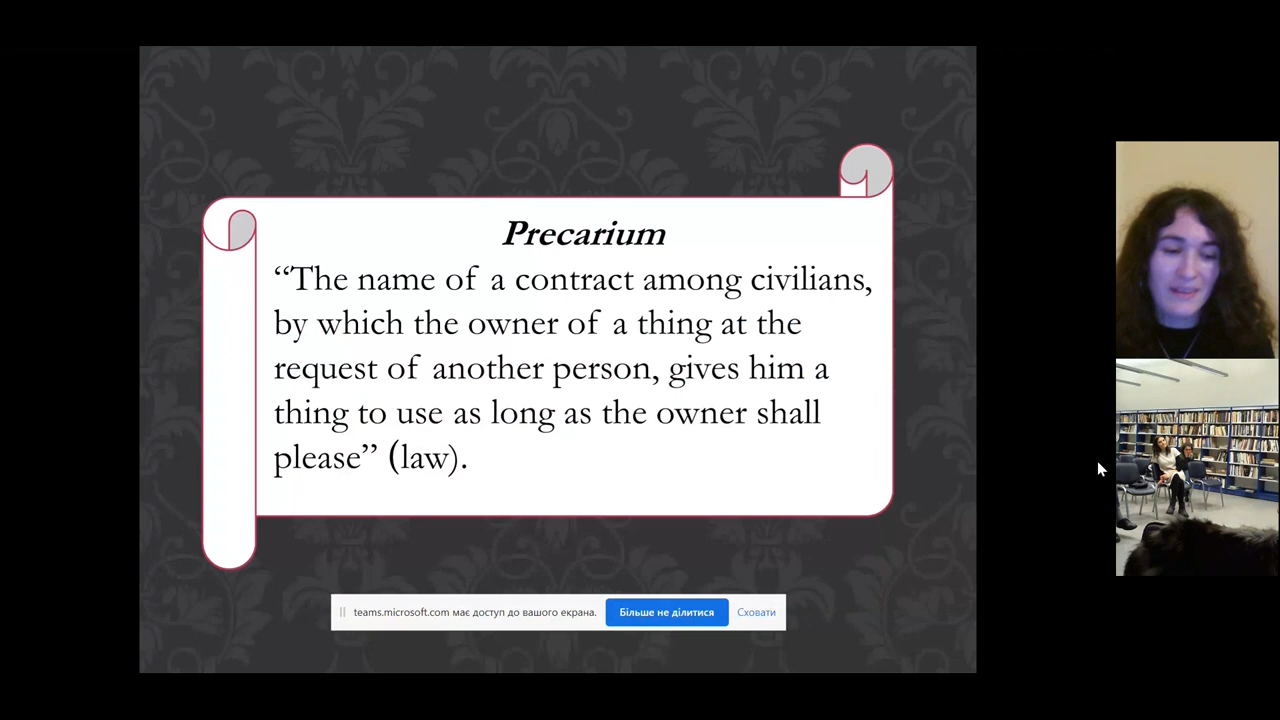 Precarium
“The name of a contract among civilians,
by which the owner of a thing at the
request of another person, gives him a
thing to use as long as the owner shall
please” (law).
teams.microsoft.com має доступ до вашого екрана. Більше не ділитися Сховати